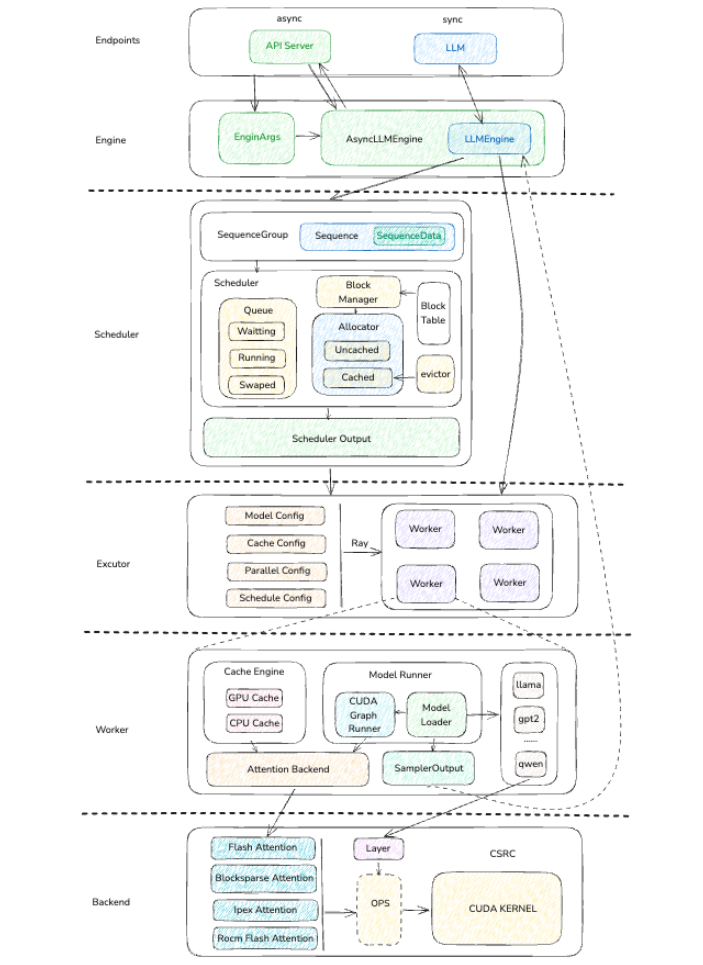 async
sync
Endpoints
API Server
LLM
Engine
EnginArgs
AsyncLLMEngine
LLMEngine
SequenceGroup
Sequence
SequenceData
Scheduler
Scheduler
Queue
Waitting
Running
Swaped
Block
Manager
Allocator
Uncached
Cached
Block
Table
evictor
Scheduler Output
Excutor
Model Config
Cache Config
Parallel Config
Schedule Config
Ray
Worker
Worker
Worker
Worker
Worker
Cache Engine
GPU Cache
CPU Cache
Model Runner
CUDA
Graph
Runner
Model
Loader
llama
gpt2
......
qwen
Attention Backend
SamplerOutput
Backend
Flash Attention
Blocksparse Attention
Ipex Attention
Rocm Flash Attention
Layer
OPS
CSRC
CUDA KERNEL